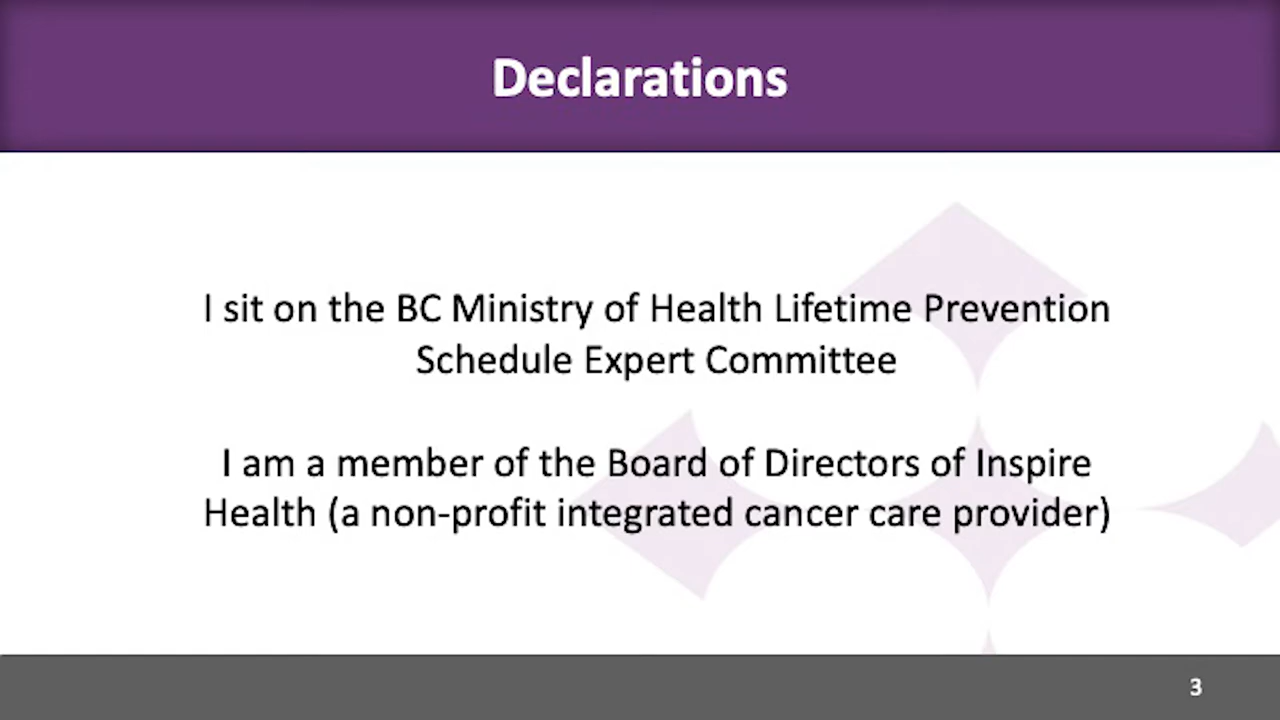 Declarations
I sit on the BC Ministry of Health Lifetime Prevention
Schedule Expert Committee
I am a member of the Board of Directors of Inspire
Health (a non-profit integrated cancer care provider)
3